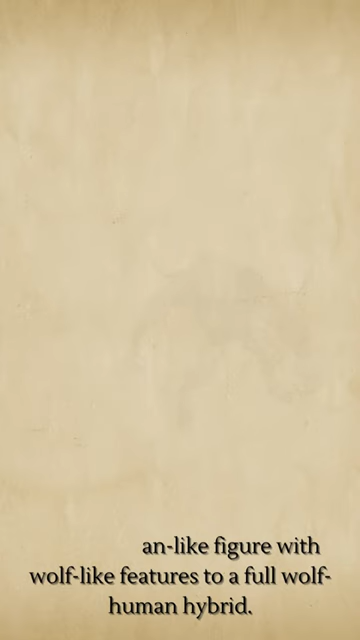 an-like figure with
wolf-like features to a full wolf-
human hybrid.